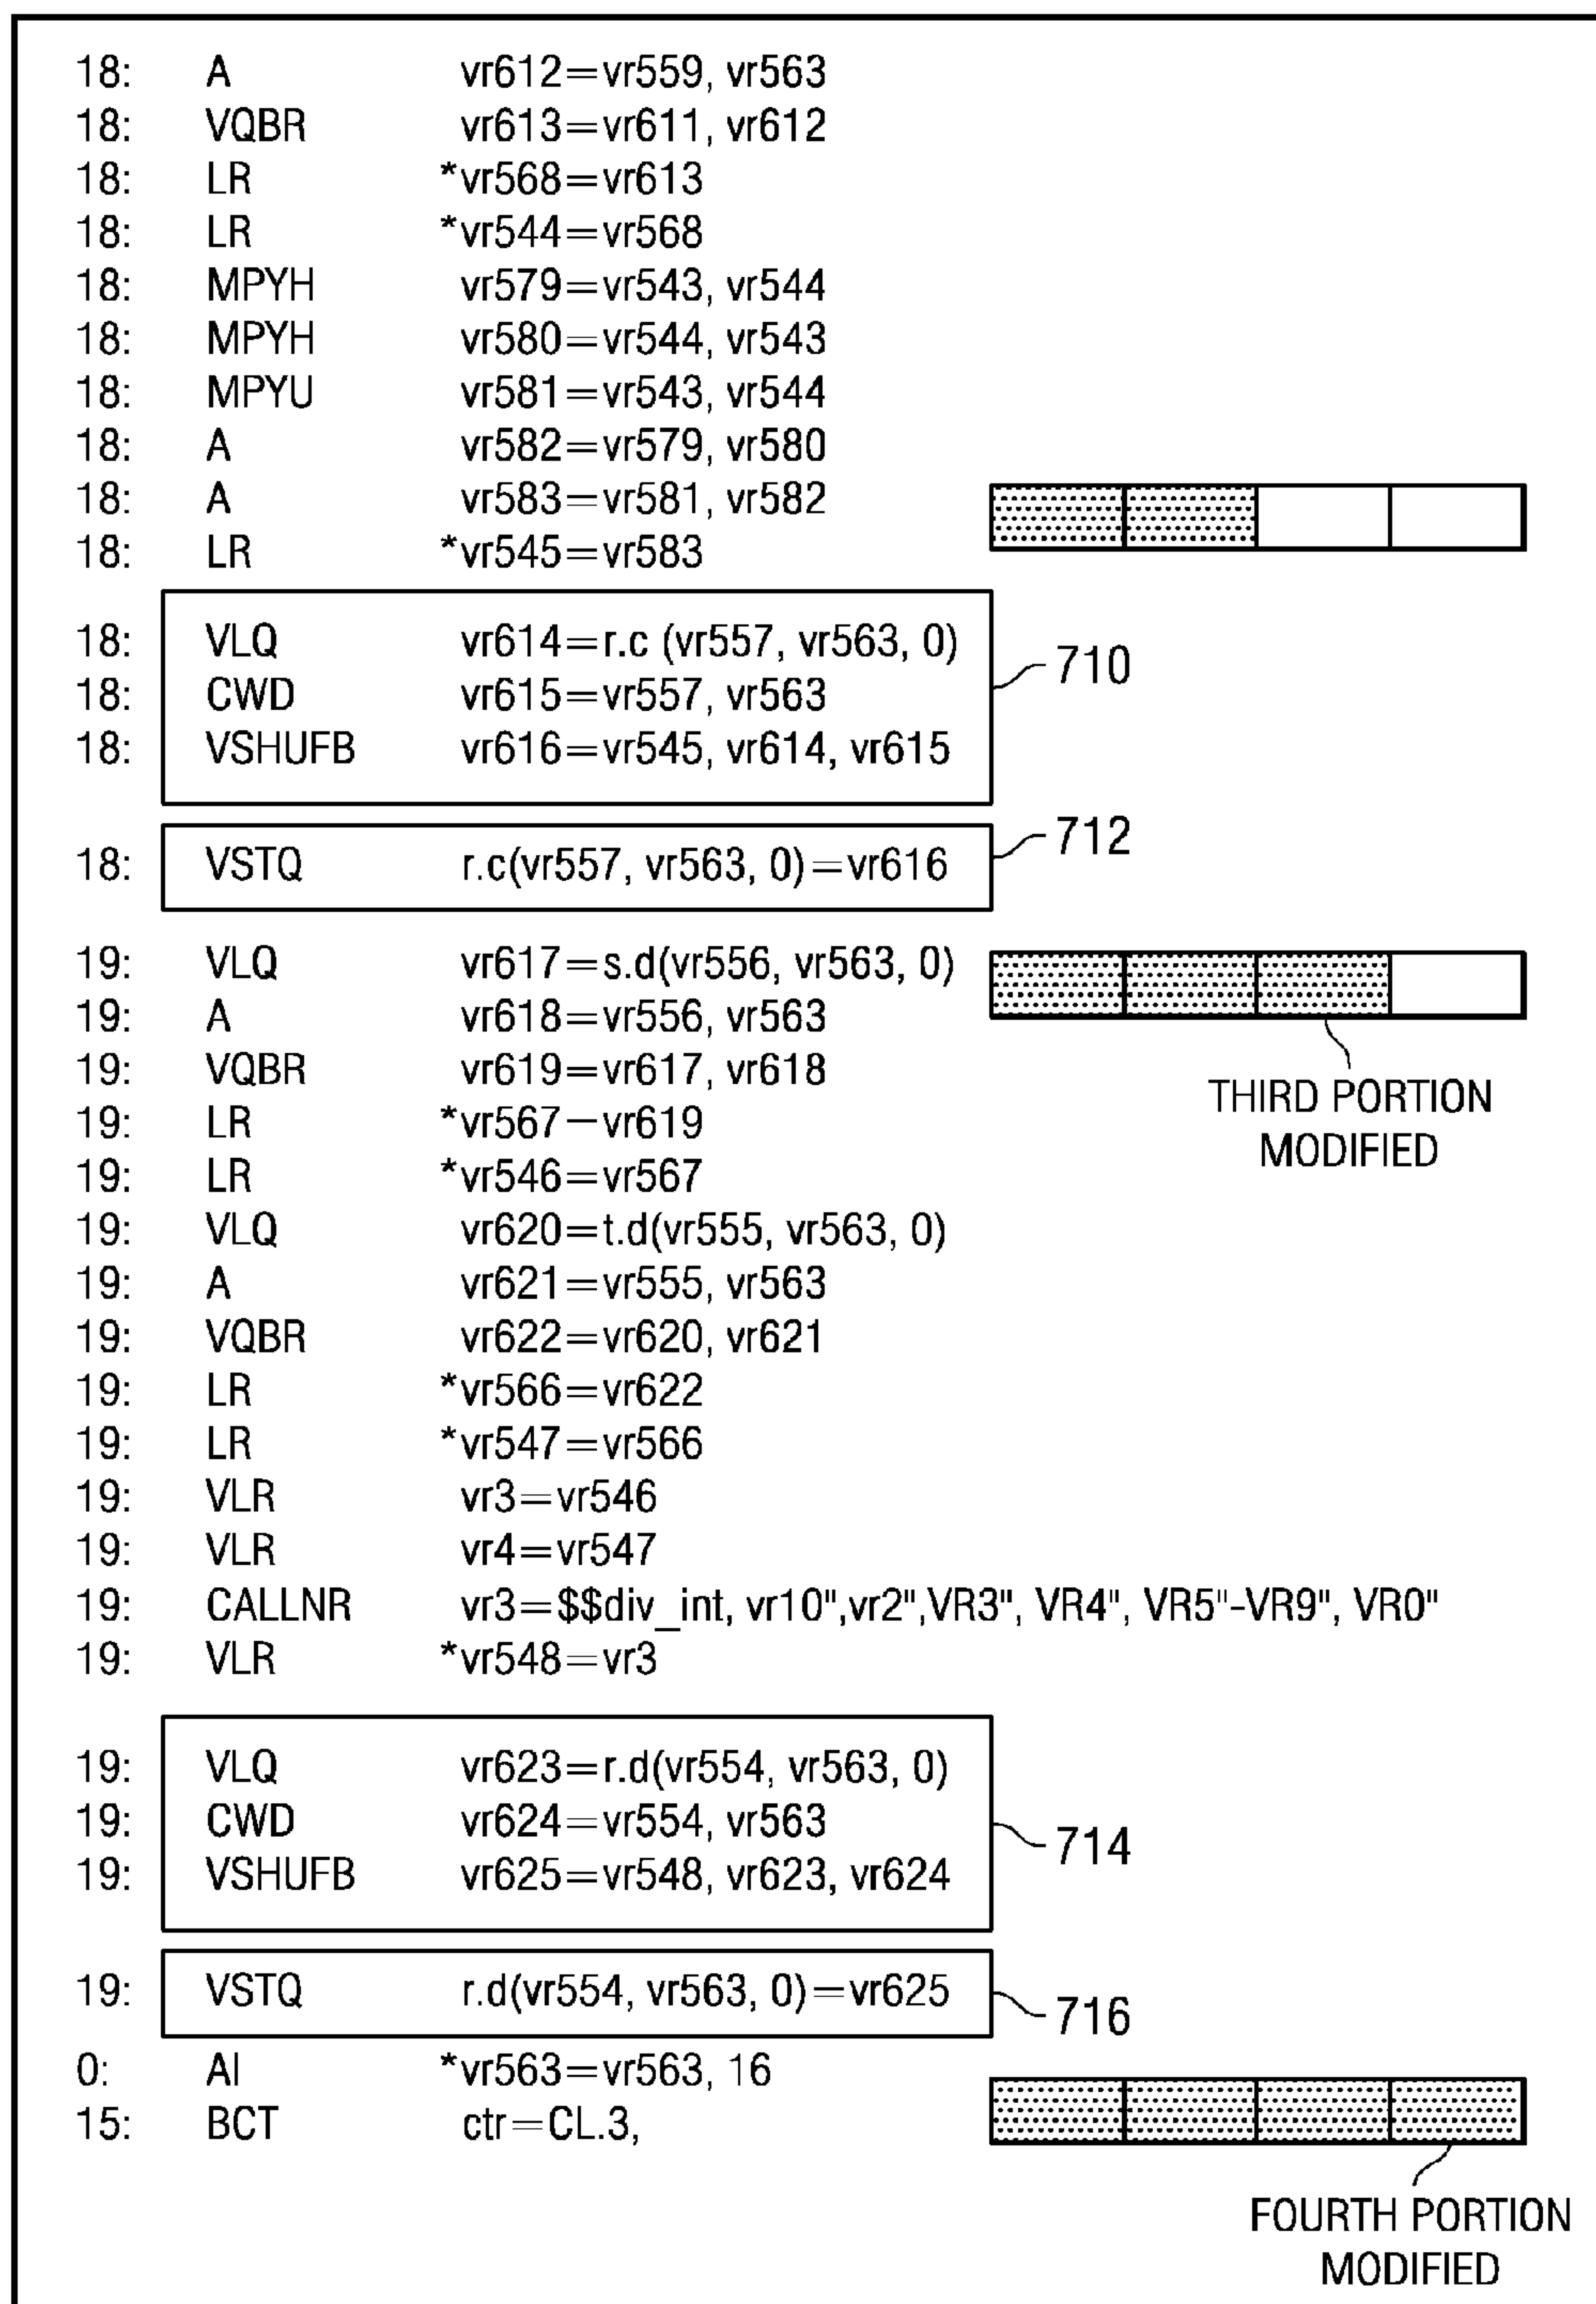 18: A vr612=vr559, vr563
18: VQBR vr613=vr611, vr612
18: LR *vr568=vr613
18: LR *vr544=vr568
18: MPYH vr579=vr543, vr544
18: MPYH vr580=vr544, vr543
18: MPYU vr581=vr543, vr544
18: A vr582=vr579, vr580
18: A vr583=vr581, vr582
18: LR *vr545=vr583
18: VLQ vr614=r.c (vr557, vr563, 0)
18: CWD vr615=vr557, vr563
710
18: VSHUFB vr616=vr545, vr614, vr615
712
18: VSTQ r.c(vr557, vr563, 0)=vr616
19: VLQ vr617=s.d(vr556, vr563, 0)
19: A vr618=vr556, vr563
19: VQBR vr619=vr617, vr618
THIRD PORTION
MODIFIED
19: LR *vr567−vr619
19: LR *vr546=vr567
19: VLQ vr620=t.d(vr555, vr563, 0)
19: A vr621=vr555, vr563
19: VQBR vr622=vr620, vr621
19: LR *vr566=vr622
19: LR *vr547=vr566
19: VLR vr3=vr546
19: VLR vr4=vr547
19: CALLNR vr3=$$div_int, vr10",vr2",VR3", VR4", VR5"-VR9", VR0"
19: VLR *vr548=vr3
19: VLQ vr623=r.d(vr554, vr563, 0)
19: CWD vr624=vr554, vr563
714
19: VSHUFB vr625=vr548, vr623, vr624
19: VSTQ r.d(vr554, vr563, 0)=vr625
716
0: AI *vr563=vr563, 16
15: BCT ctr=CL.3,
FOURTH PORTION
MODIFIED